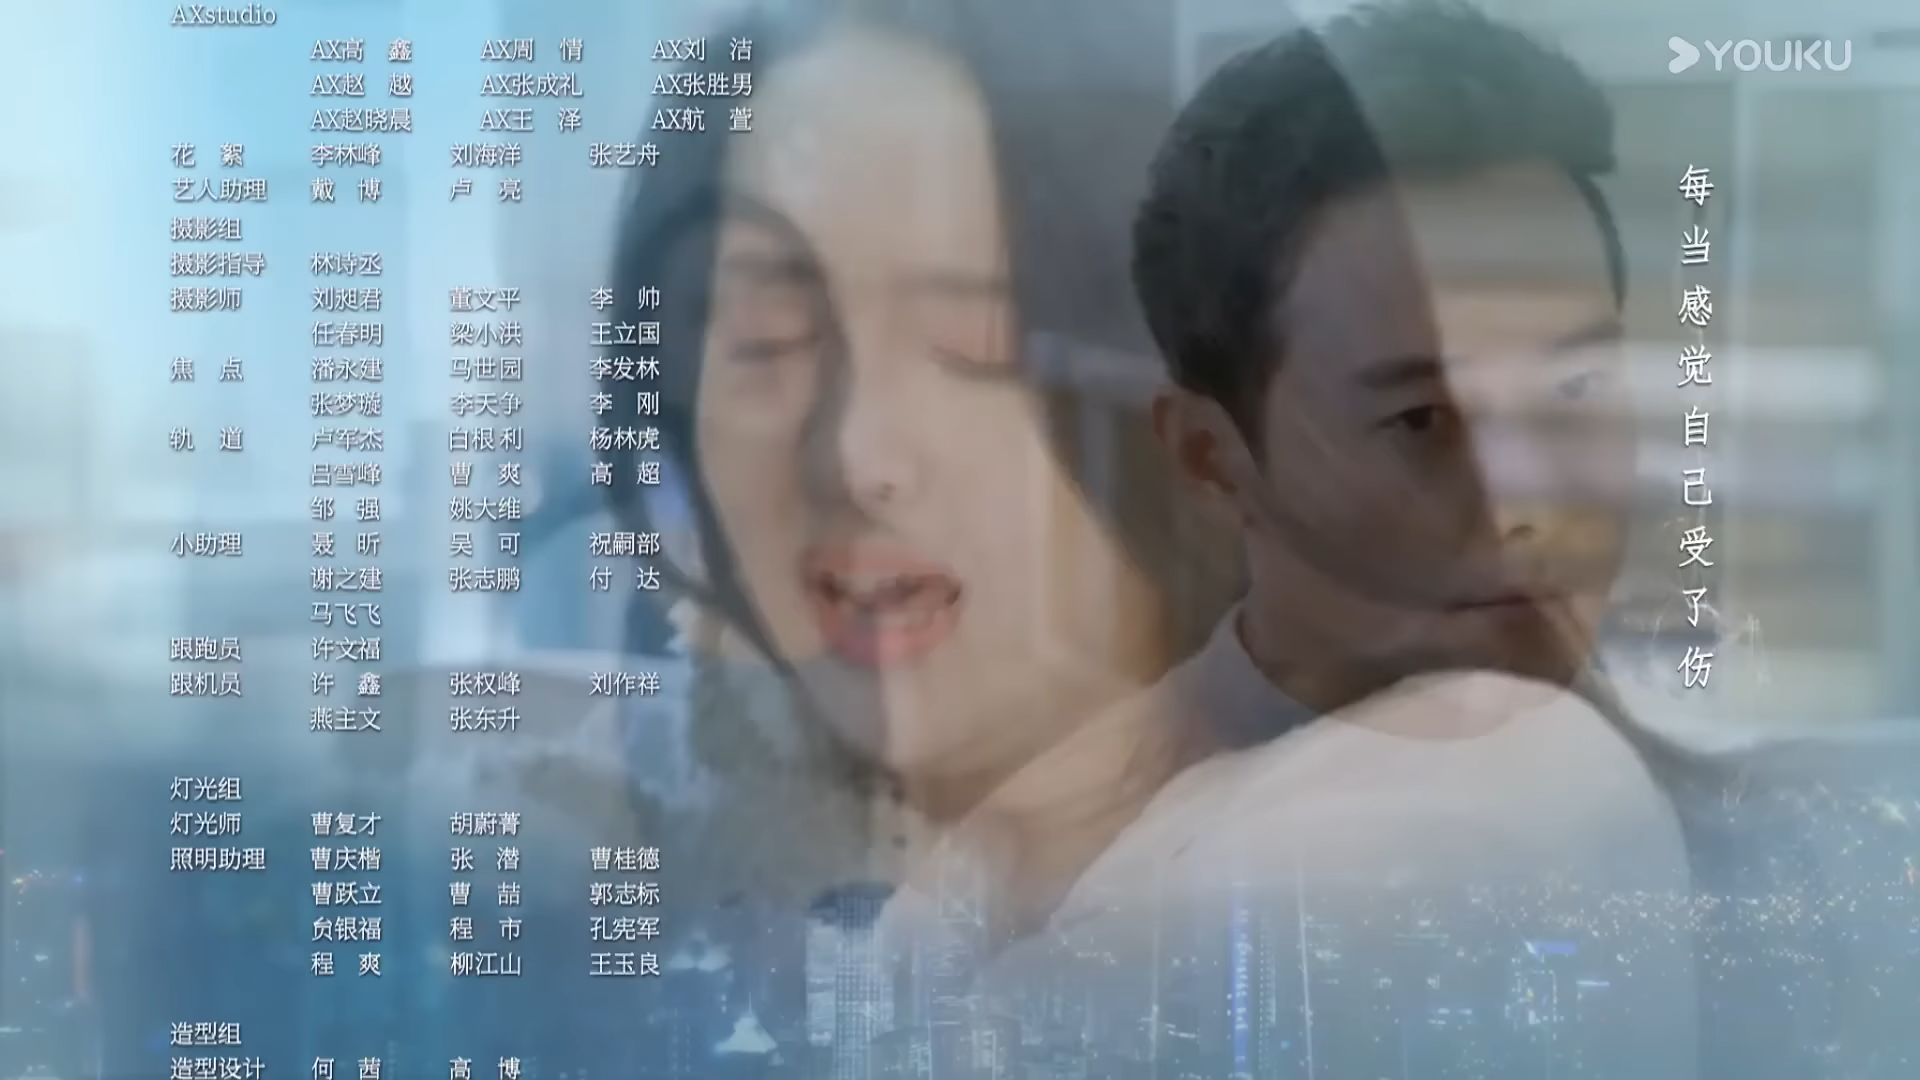 AXstudio
AX高 鑫 AX周 情 AX刘 洁
AX赵 越 AX张成礼 AX张胜男
AX赵晓晨 AX王 泽 AX航 萱
花 絮 李林峰 刘海洋 张艺舟
艺人助理 戴 博 卢 亮
摄影组
摄影指导 林诗丞
摄影师 刘昶君 董文平 李 帅
任春明 梁小洪 王立国
焦 点 潘永建 马世园 李发林
张梦璇 李天争 李 刚
轨 道 卢军杰 白根利 杨林虎
吕雪峰 曹 爽 高 超
邹 强 姚大维
小助理 聂 昕 吴 可 祝嗣部
谢之建 张志鹏 付 达
马飞飞
跟跑员 许文福
跟机员 许 鑫 张权峰 刘作祥
燕主文 张东升
灯光组
灯光师 曹复才 胡蔚菁
照明助理 曹庆楷 张 潜 曹桂德
曹跃立 曹 喆 郭志标
贠银福 程 市 孔宪军
程 爽 柳江山 王玉良
造型组
造型设计 何 茜 高 博
YOUKU
每当感觉自己受了伤